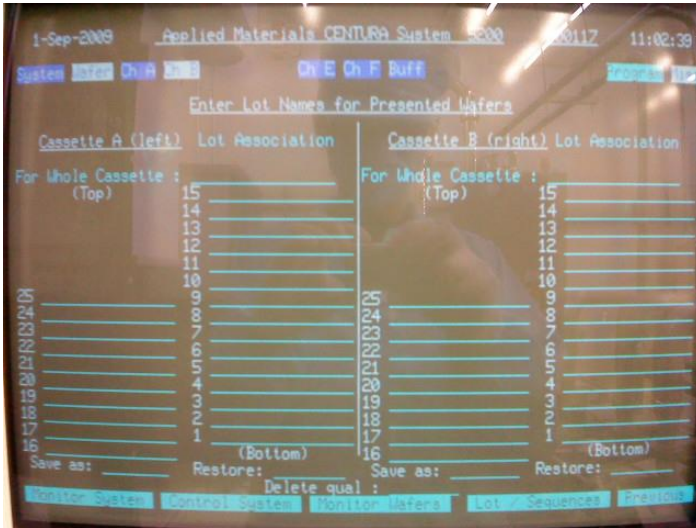 1-Sep-2009 Applied Materials CENTURA System 5200 11:02:39
System Wafer Ch A Ch B Ch E Ch F Buff Program
Enter Lot Names for Presented Wafers
Cassette A (left) Lot Association
For Whole Cassette :
(Top) 15
14
13
12
11
10
25 9
24 8
23 7
22 6
21 5
20 4
19 3
18 2
17 1
16 (Bottom)
Save as: Restore:
Cassette B (right) Lot Association
For Whole Cassette :
(Top) 15
14
13
12
11
10
25 9
24 8
23 7
22 6
21 5
20 4
19 3
18 2
17 1
16 (Bottom)
Save as: Restore:
Delete qual :
Monitor System Control System Monitor Wafers Lot / Sequences Previous